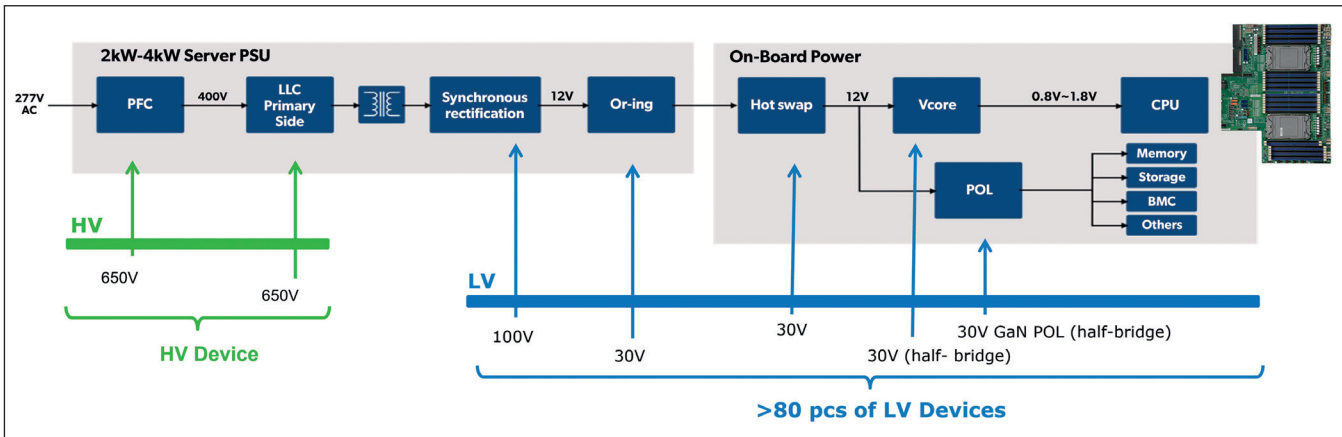 2kW-4kW Server PSU
On-Board Power
277V
AC
PFC
400V
LLC
Primary
Side
Synchronous
rectification
12V
Or-ing
Hot swap
12V
Vcore
0.8V~1.8V
CPU
POL
Memory
Storage
BMC
Others
HV
650V
650V
HV Device
LV
100V
30V
30V
30V (half- bridge)
30V GaN POL (half-bridge)
>80 pcs of LV Devices